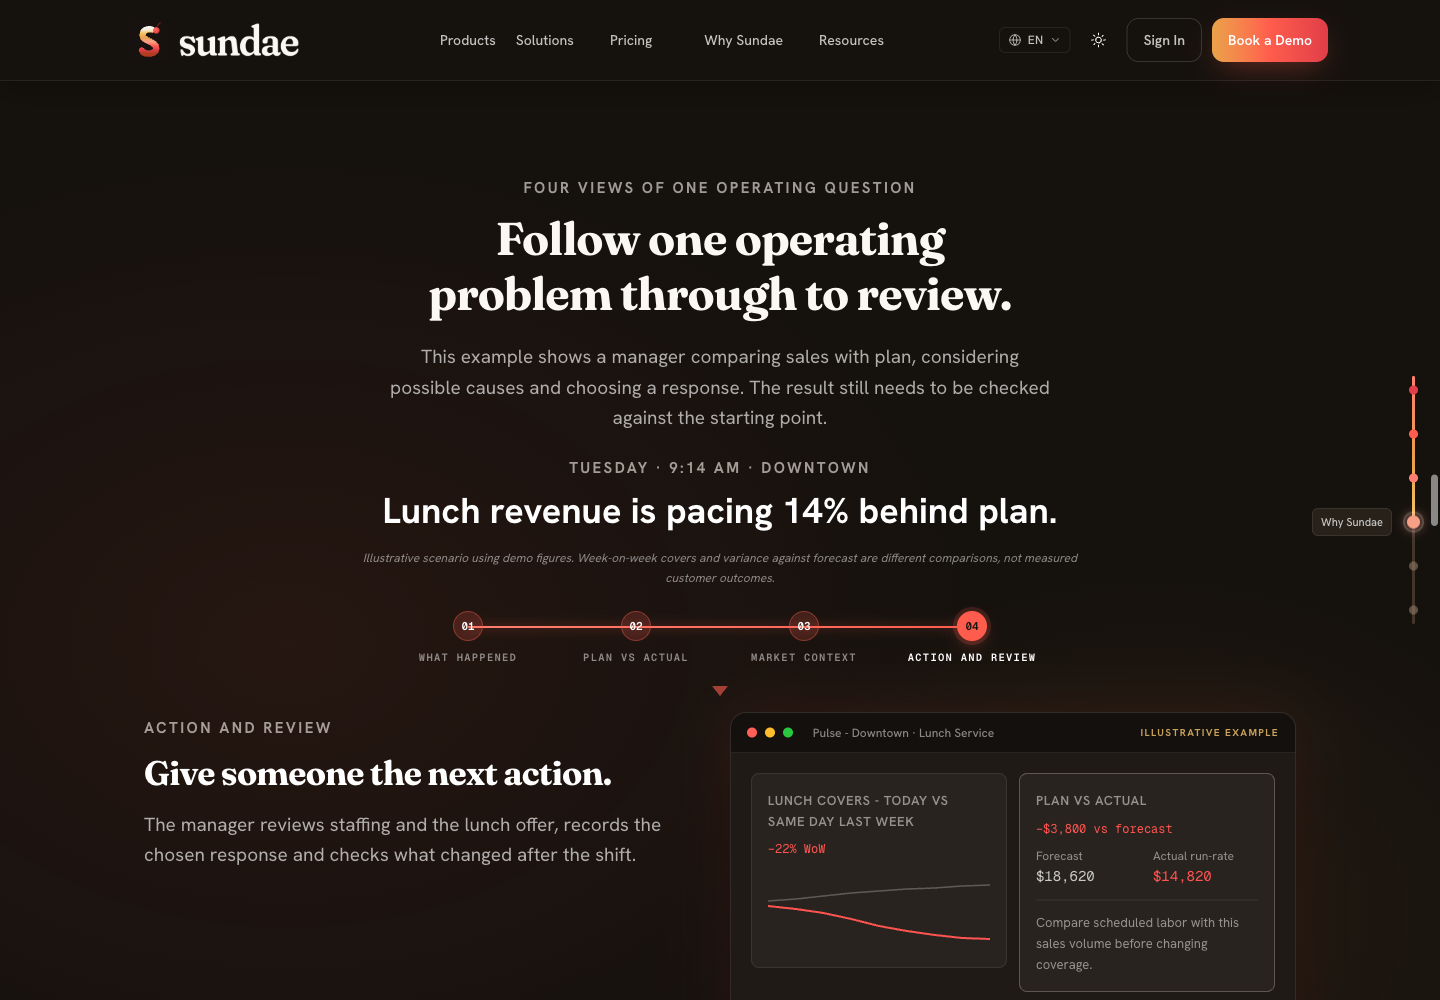 sundae
Products
Solutions
Pricing
Why Sundae
Resources
EN
Sign In
Book a Demo
FOUR VIEWS OF ONE OPERATING QUESTION
Follow one operating
problem through to review.
This example shows a manager comparing sales with plan, considering
possible causes and choosing a response. The result still needs to be checked
against the starting point.
TUESDAY · 9:14 AM · DOWNTOWN
Lunch revenue is pacing 14% behind plan.
Illustrative scenario using demo figures. Week-on-week covers and variance against forecast are different comparisons, not measured
customer outcomes.
01
02
03
04
WHAT HAPPENED
PLAN VS ACTUAL
MARKET CONTEXT
ACTION AND REVIEW
Why Sundae
ACTION AND REVIEW
Give someone the next action.
The manager reviews staffing and the lunch offer, records the
chosen response and checks what changed after the shift.
Pulse - Downtown · Lunch Service
ILLUSTRATIVE EXAMPLE
LUNCH COVERS - TODAY VS
SAME DAY LAST WEEK
−22% WoW
PLAN VS ACTUAL
−$3,800 vs forecast
Forecast
Actual run-rate
$18,620
$14,820
Compare scheduled labor with this
sales volume before changing
coverage.